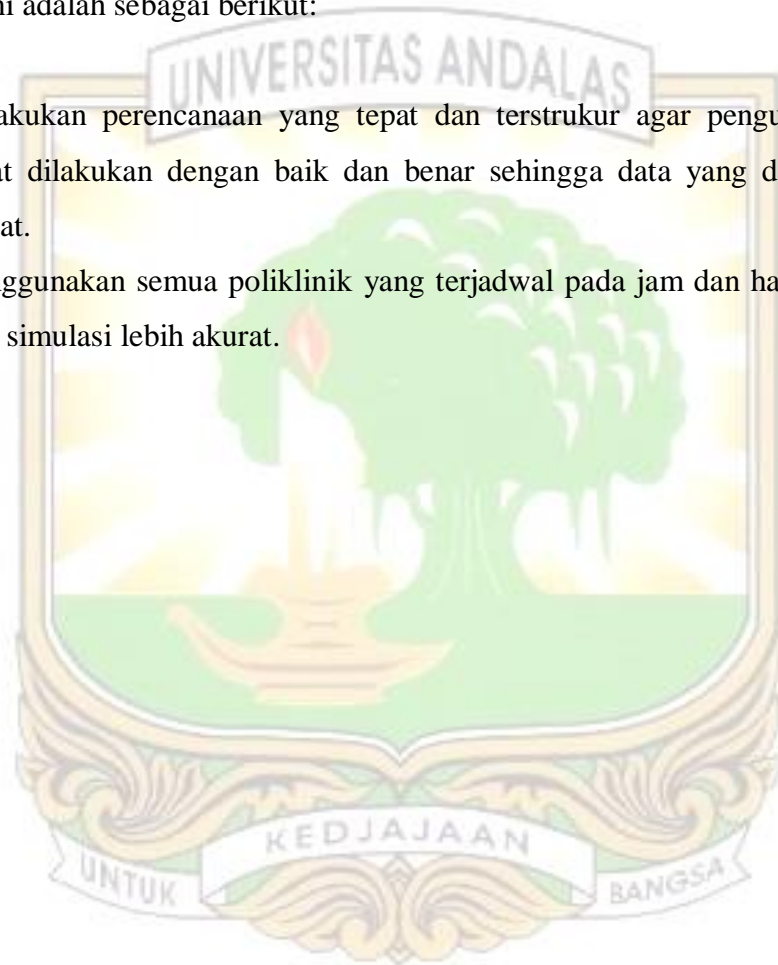 ni adalah sebagai berikut:
UNIVERSITAS ANDALAS
akukan perencanaan yang tepat dan terstruktur agar pengu
at dilakukan dengan baik dan benar sehingga data yang d
at.
ggunakan semua poliklinik yang terjadwal pada jam dan ha
simulasi lebih akurat.
KEDJAJAAN
UNTUK
BANGSA